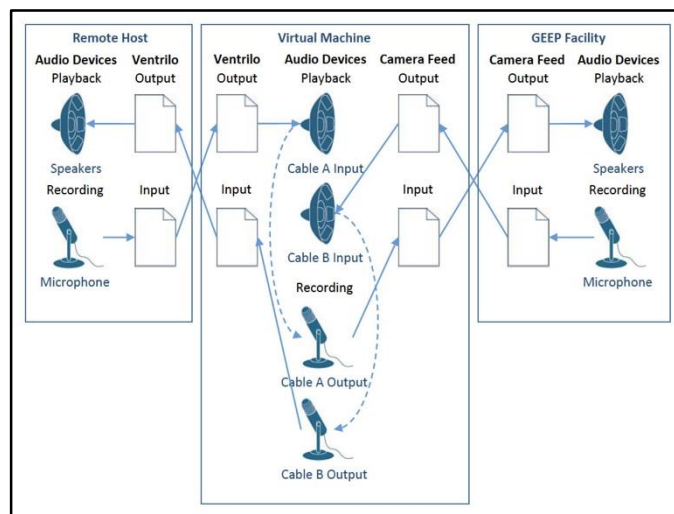 Remote Host
Audio Devices
Playback
Ventrilo
Output
Speakers
Recording
Input
Microphone
Virtual Machine
Ventrilo
Output
Audio Devices
Playback
Camera Feed
Output
Cable A Input
Input
Input
Cable B Input
Recording
Cable A Output
Cable B Output
GEEP Facility
Camera Feed
Output
Audio Devices
Playback
Speakers
Input
Recording
Microphone